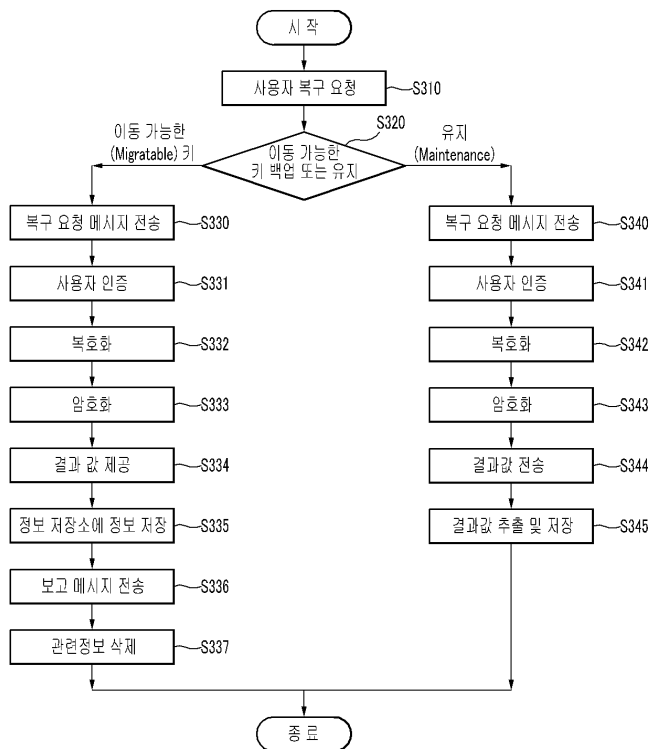 시 작
사용자 복구 요청
S310
S320
이동 가능한
(Migratable) 키
이동 가능한
키 백업 또는 유지
유지
(Maintenance)
복구 요청 메시지 전송
S330
사용자 인증
S331
복호화
S332
암호화
S333
결과 값 제공
S334
정보 저장소에 정보 저장
S335
보고 메시지 전송
S336
관련정보 삭제
S337
복구 요청 메시지 전송
S340
사용자 인증
S341
복호화
S342
암호화
S343
결과값 전송
S344
결과값 추출 및 저장
S345
종 료